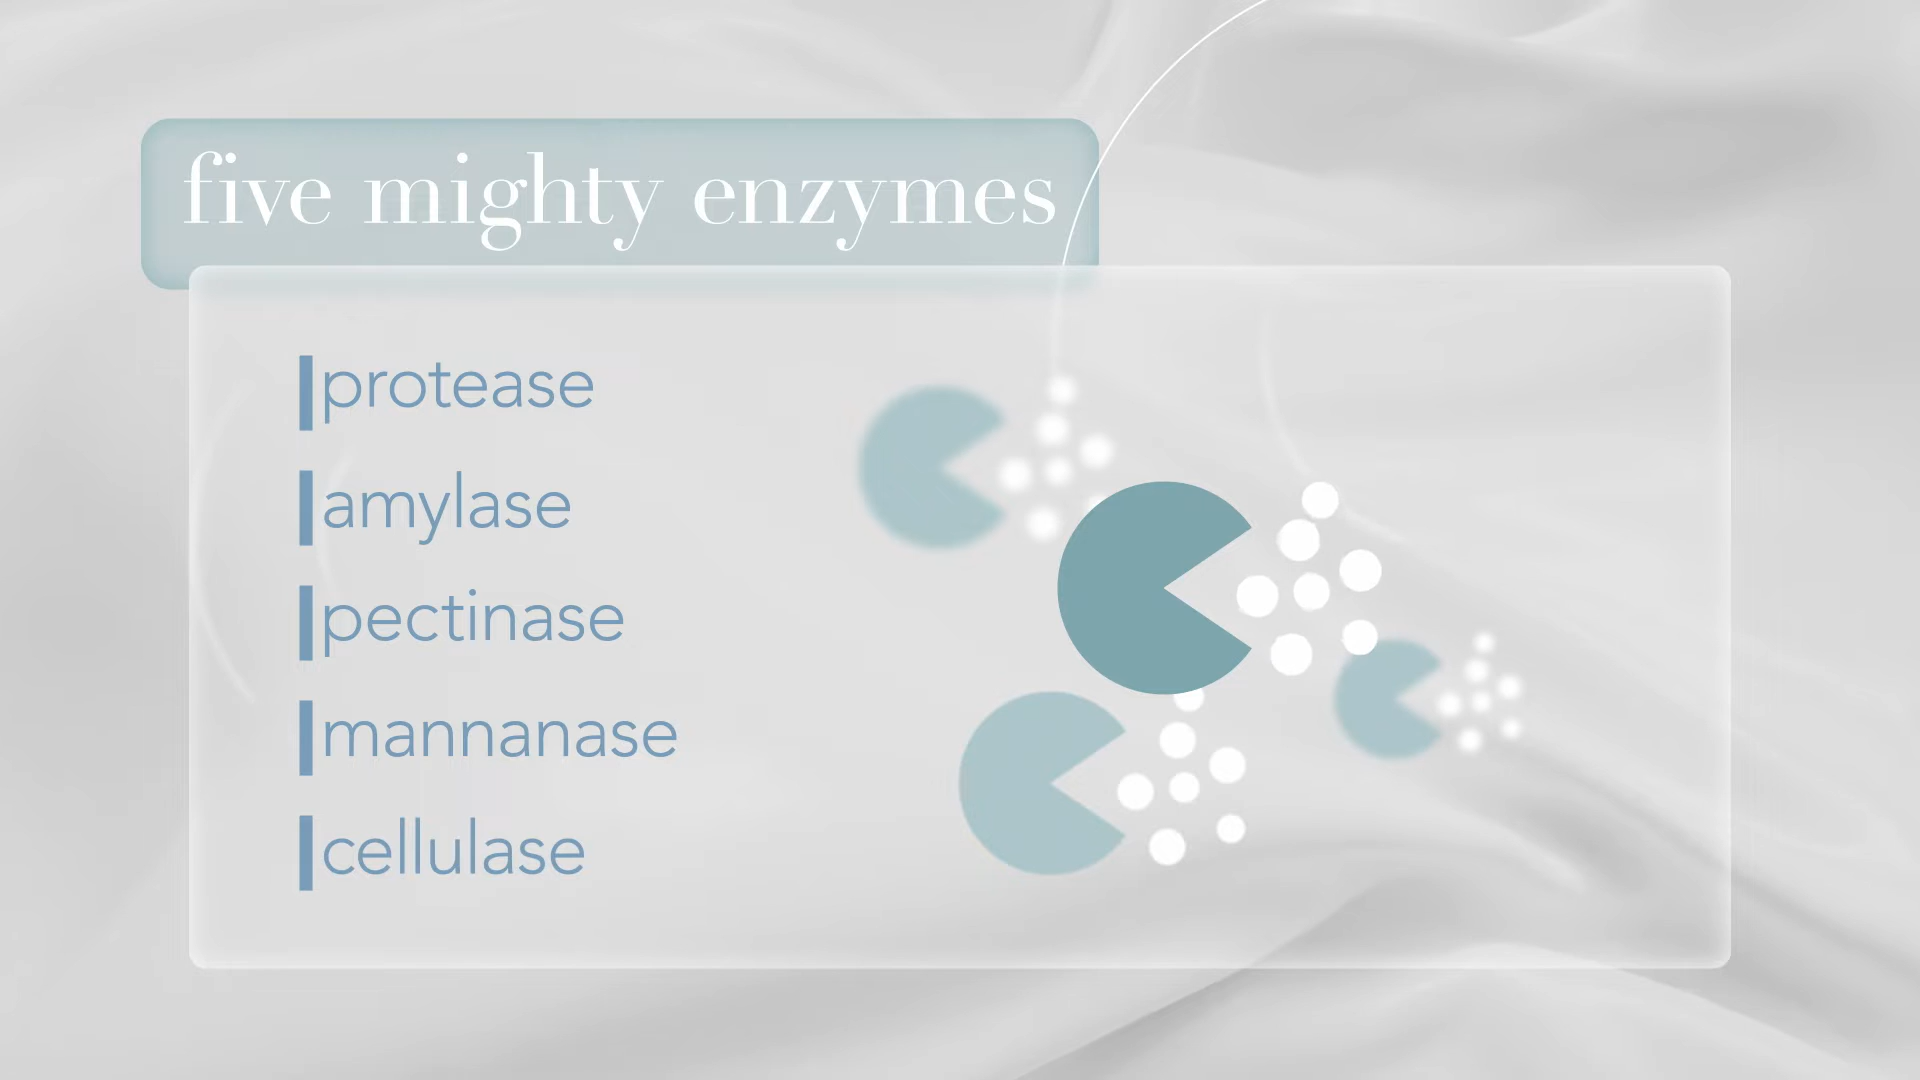 five mighty enzymes
protease
amylase
pectinase
mannanase
cellulase